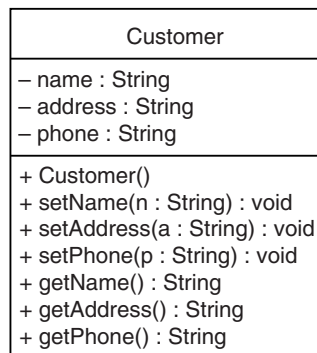 Customer
– name : String
– address : String
– phone : String
+ Customer()
+ setName(n : String) : void
+ setAddress(a : String) : void
+ setPhone(p : String) : void
+ getName() : String
+ getAddress() : String
+ getPhone() : String